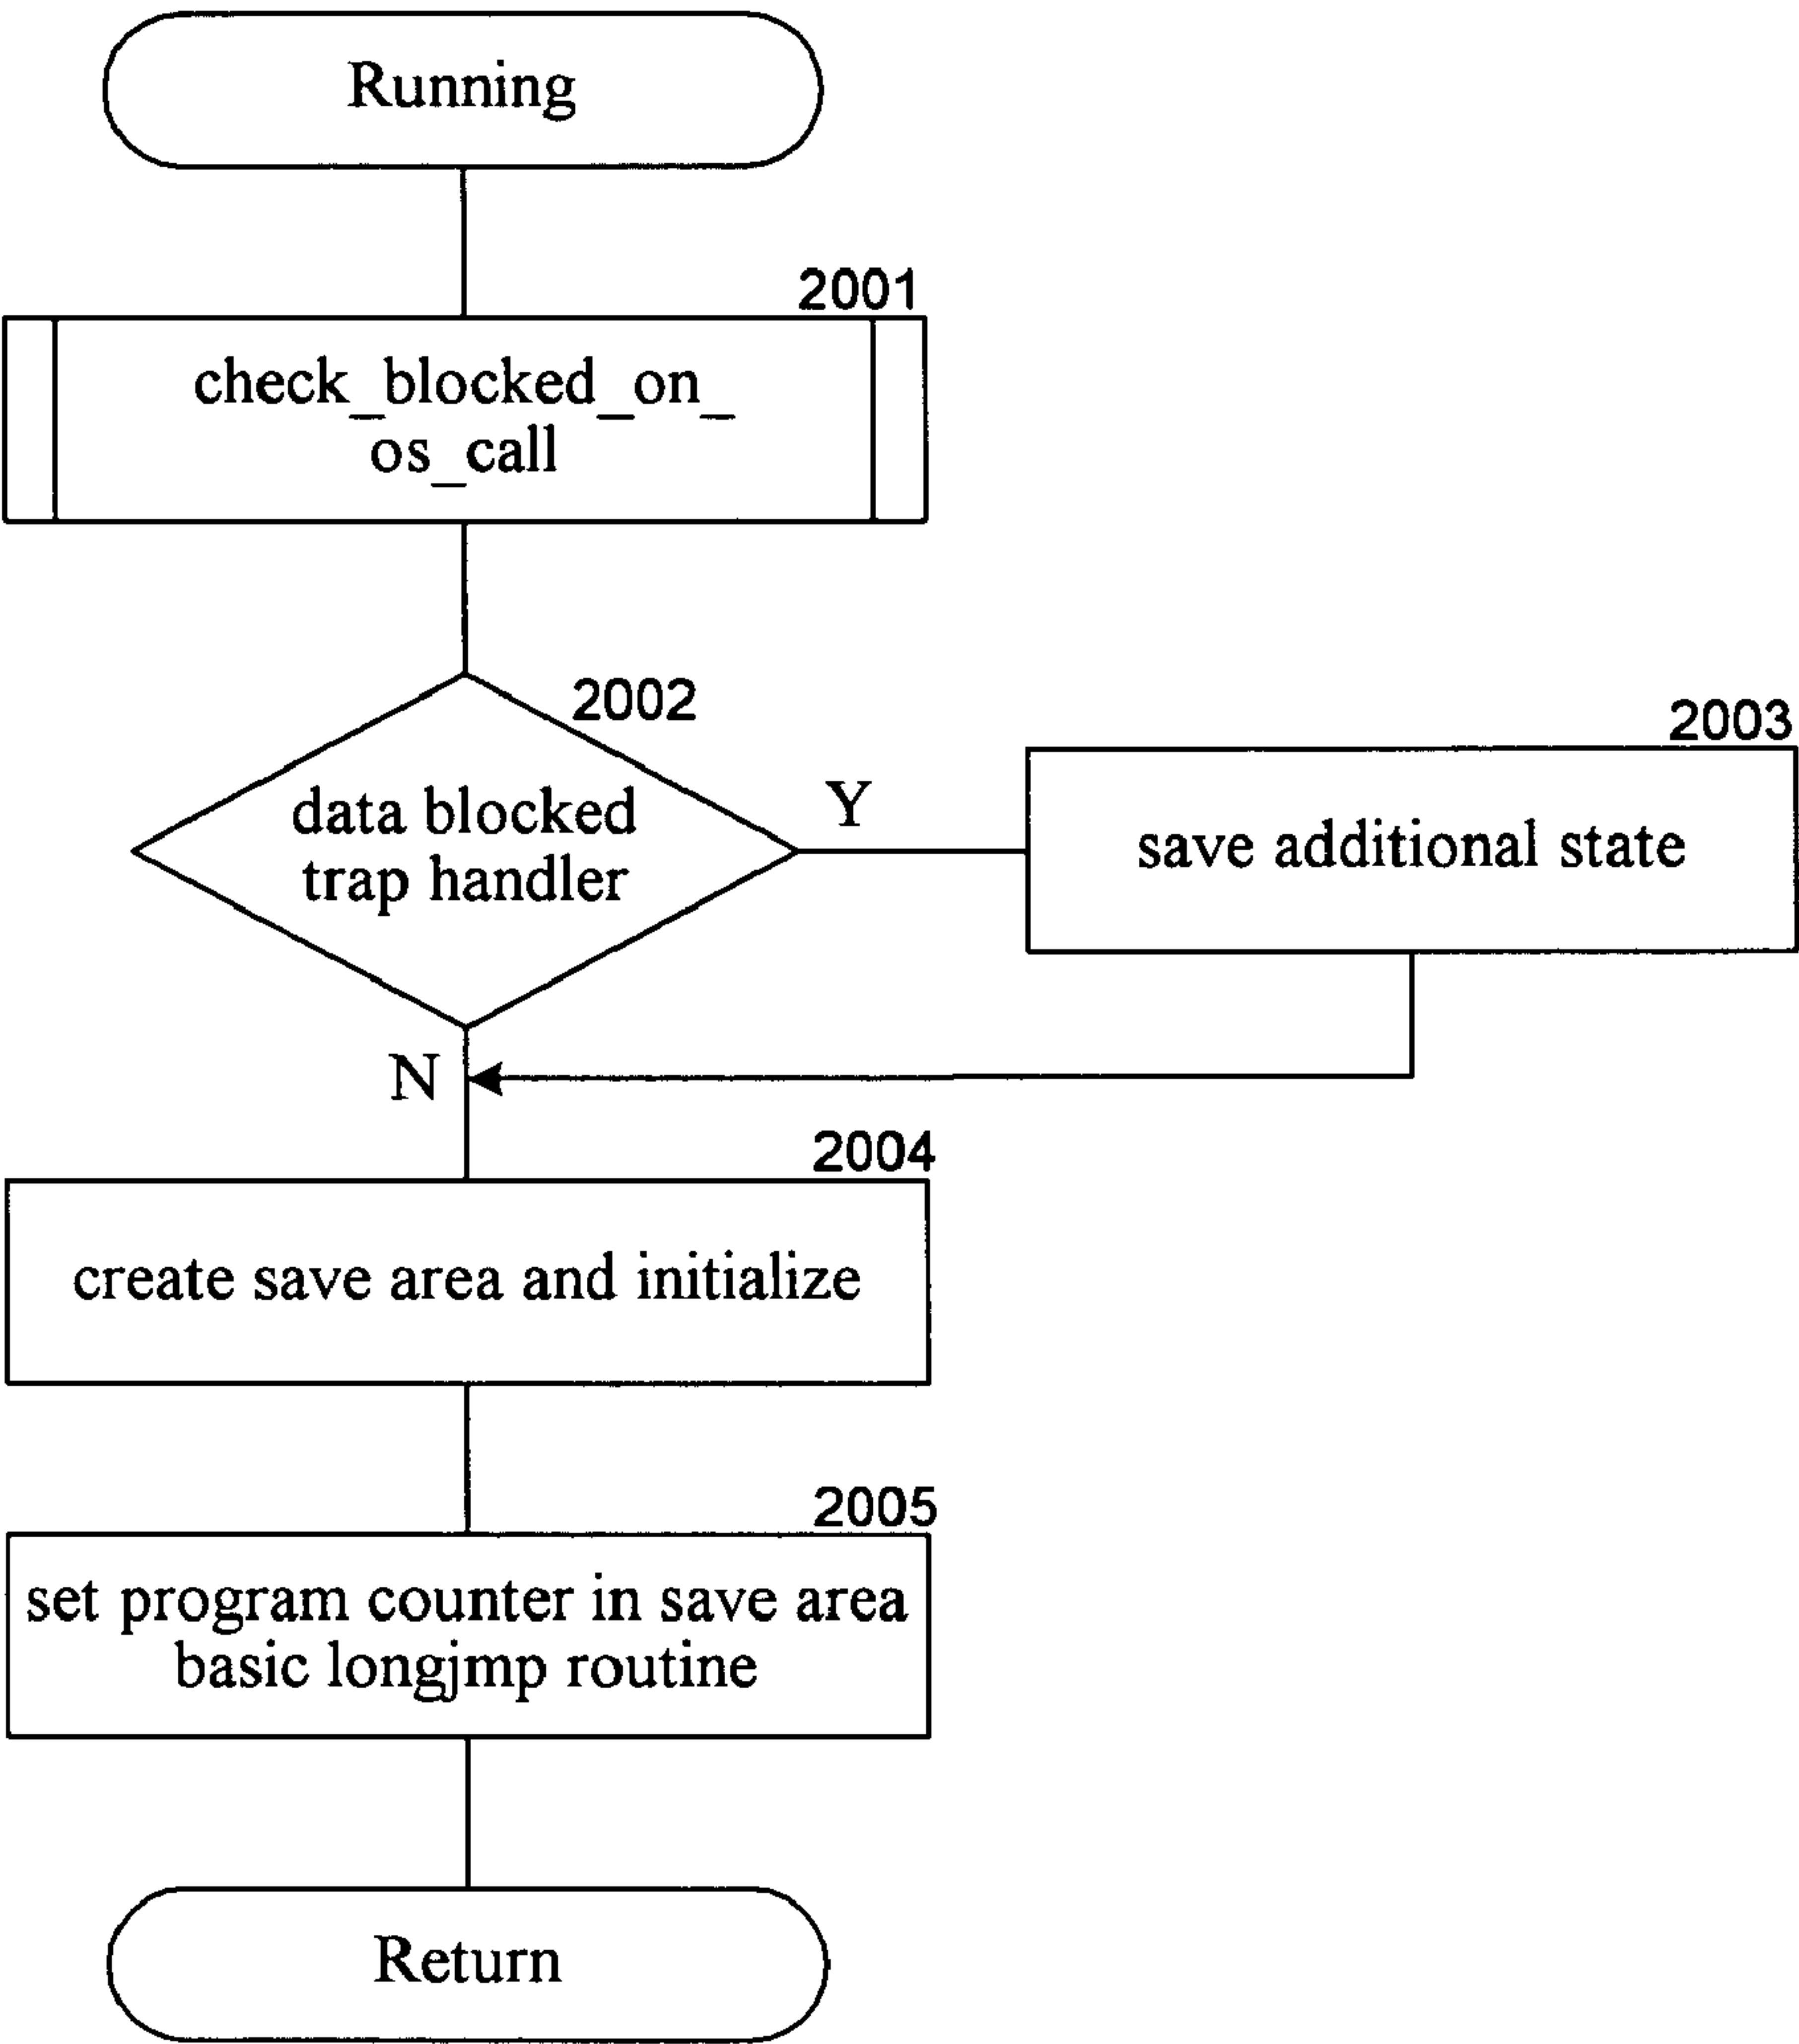 Running
2001
check_blocked_on_
os_call
2002
data blocked
trap handler
Y
2003
save additional state
N
2004
create save area and initialize
2005
set program counter in save area
basic longjmp routine
Return